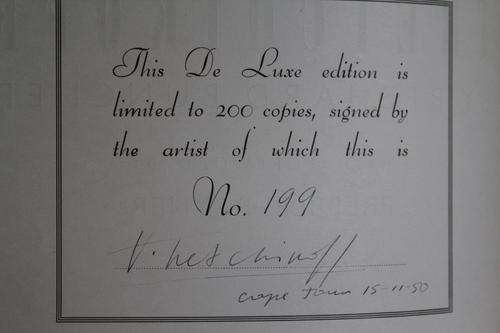 This De Luxe edition is
limited to 200 copies, signed by
the artist of which this is
No. 199
V. Tretchikoff
Cape Town 15-11-50